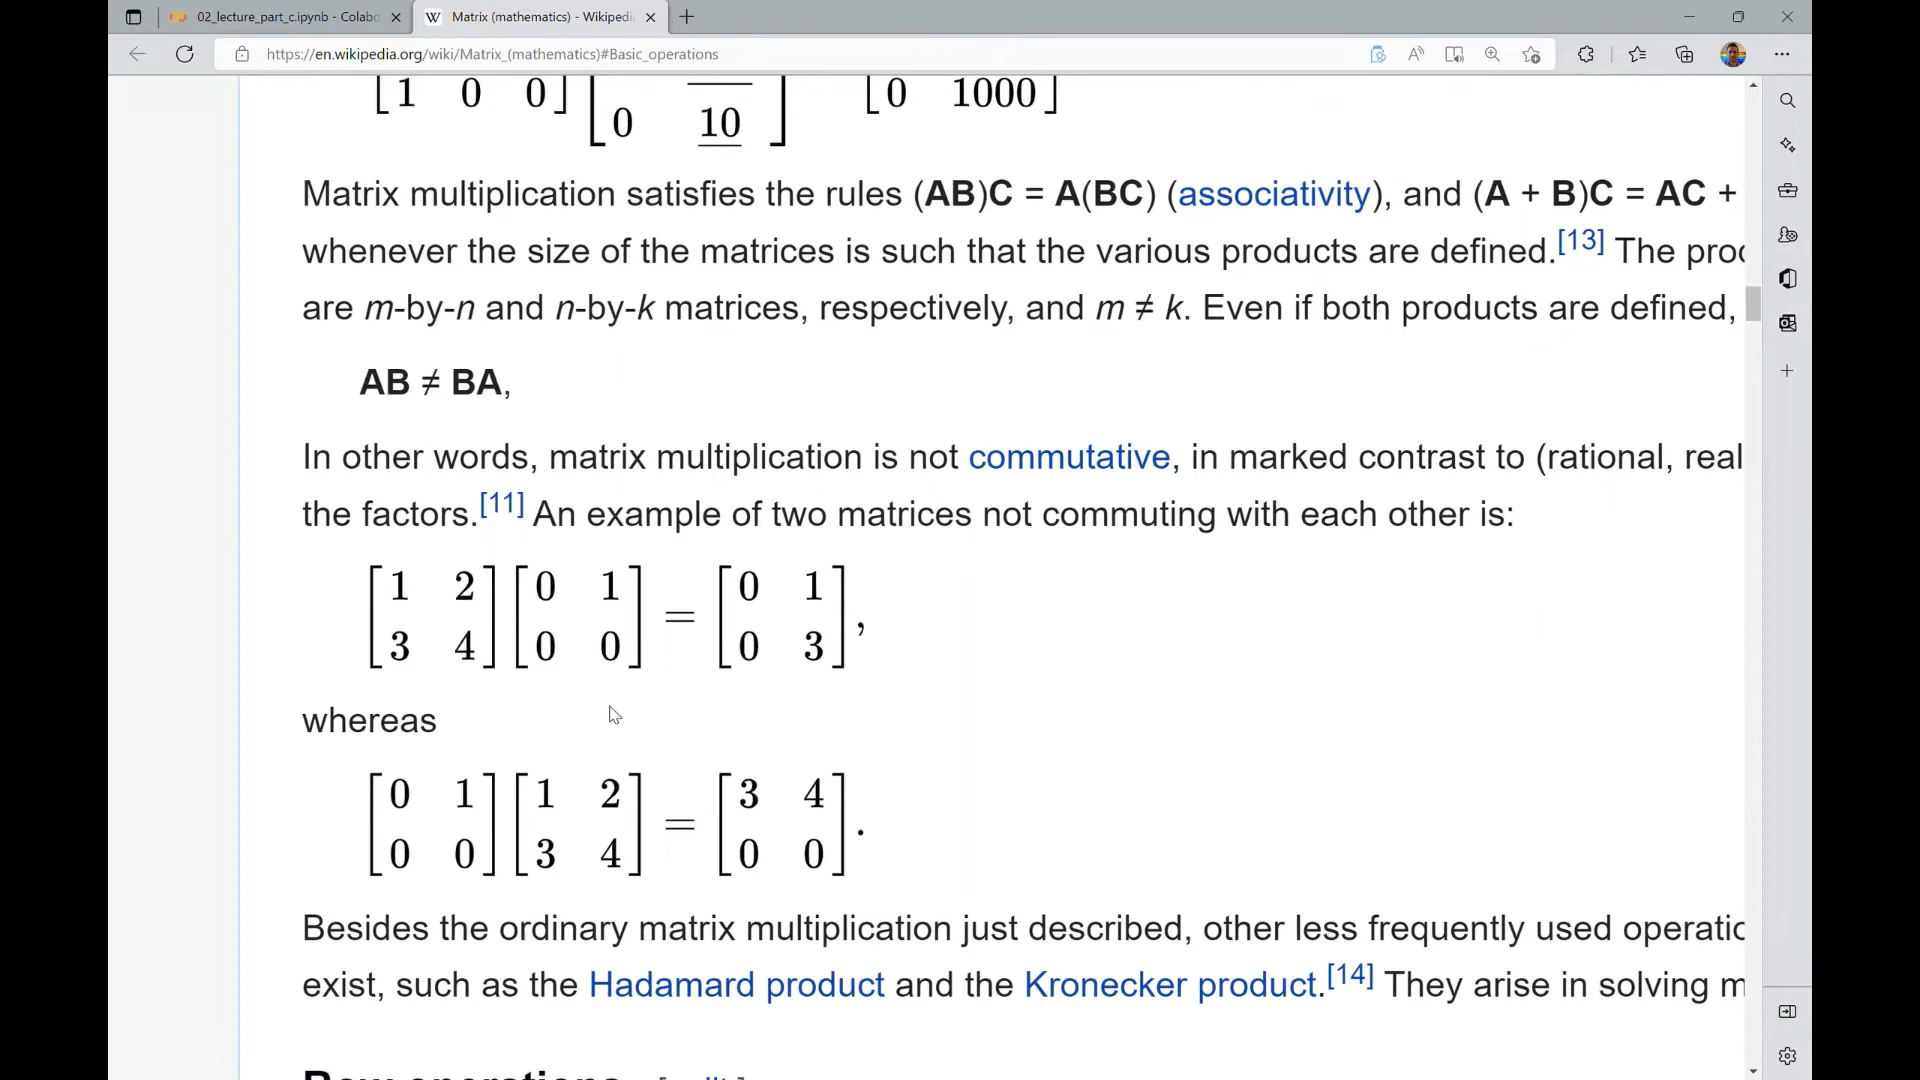 02_lecture_part_c.ipynb - Colabo
W Matrix (mathematics) - Wikipedi
https://en.wikipedia.org/wiki/Matrix_(mathematics)#Basic_operations
[1 0 0] [0 10] [0 1000]
Matrix multiplication satisfies the rules (AB)C = A(BC) (associativity), and (A + B)C = AC +
whenever the size of the matrices is such that the various products are defined.[13] The
are m-by-n and n-by-k matrices, respectively, and m ≠ k. Even if both products are defined,
AB ≠ BA,
In other words, matrix multiplication is not commutative, in marked contrast to (rational, real
the factors.[11] An example of two matrices not commuting with each other is:
[1 2] [0 1] = [0 1]
[3 4] [0 0] [0 3],
whereas
[0 1] [1 2] = [3 4]
[0 0] [3 4] [0 0].
Besides the ordinary matrix multiplication just described, other less frequently used
exist, such as the Hadamard product and the Kronecker product.[14] They arise in solving